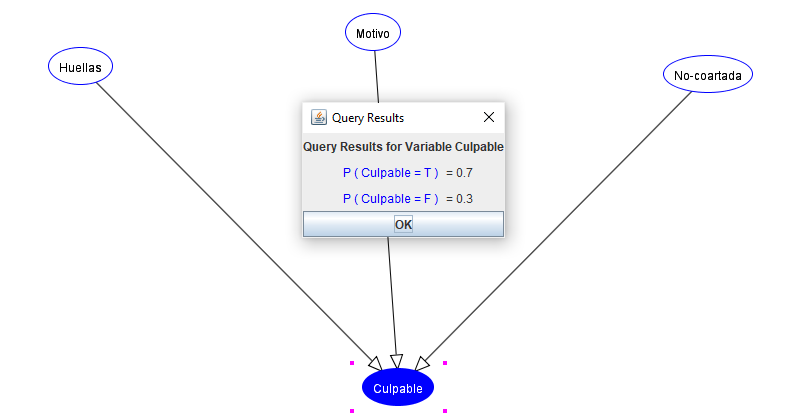 Motivo
Huellas
No-coartada
Query Results
Query Results for Variable Culpable
P ( Culpable = T ) = 0.7
P ( Culpable = F ) = 0.3
OK
Culpable